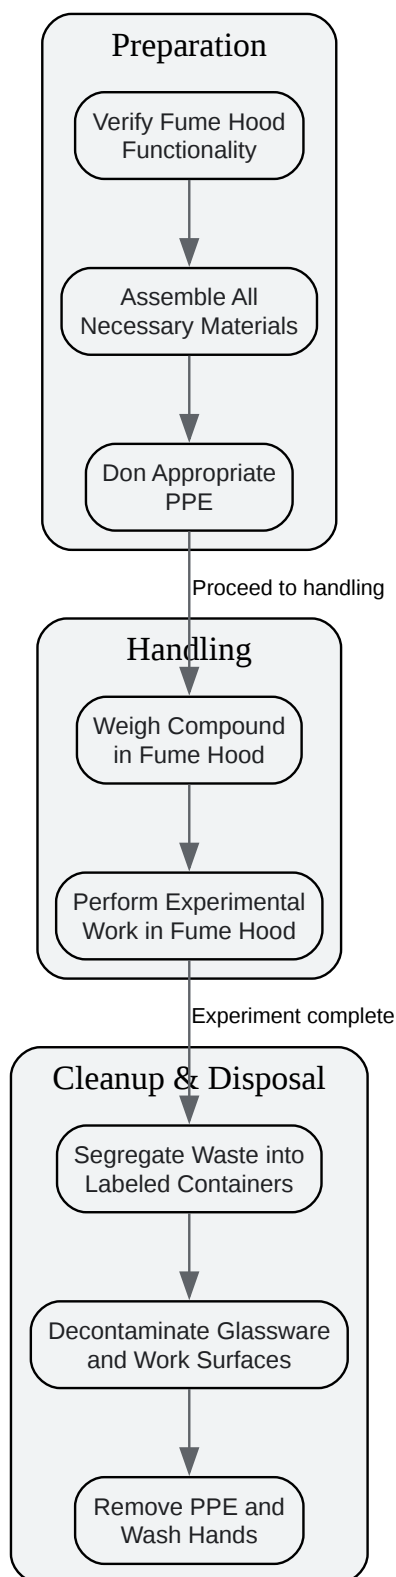 Preparation
Verify Fume Hood
Functionality
Assemble All
Necessary Materials
Don Appropriate
PPE
Proceed to handling
Handling
Weigh Compound
in Fume Hood
Perform Experimental
Work in Fume Hood
Experiment complete
Cleanup & Disposal
Segregate Waste into
Labeled Containers
Decontaminate Glassware
and Work Surfaces
Remove PPE and
Wash Hands